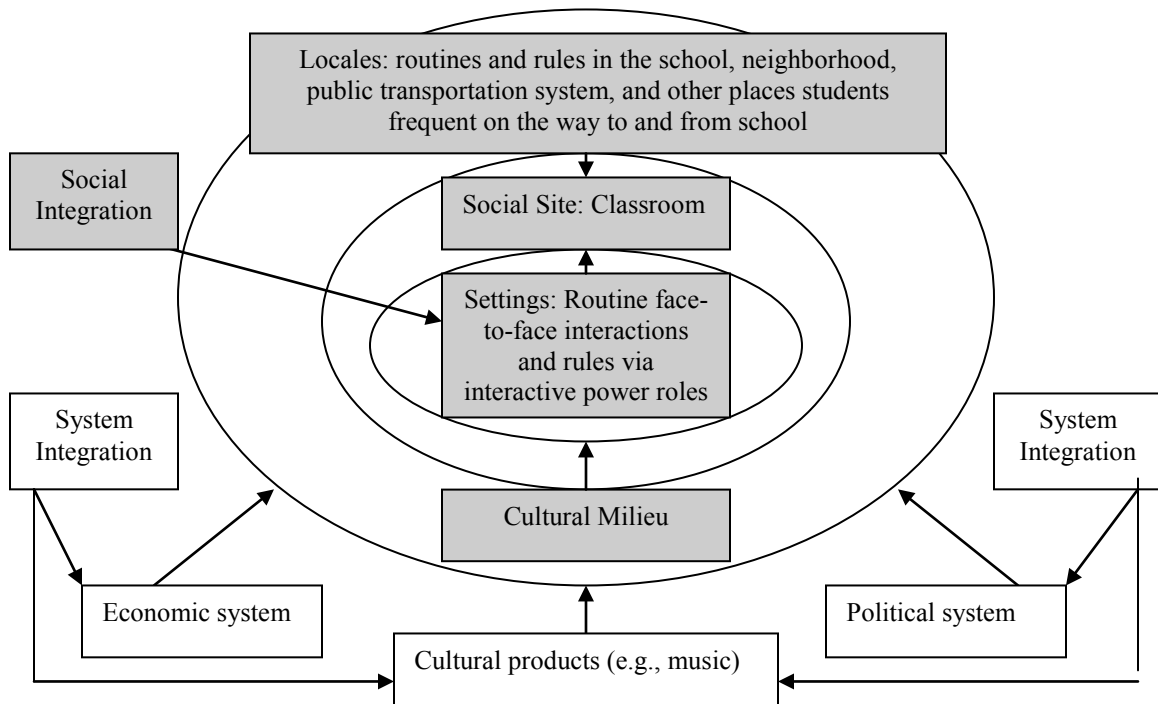 Locales: routines and rules in the school, neighborhood,
public transportation system, and other places students
frequent on the way to and from school
Social
Integration
Social Site: Classroom
Settings: Routine face-
to-face interactions
and rules via
interactive power roles
System
Integration
System
Integration
Cultural Milieu
Economic system
Political system
Cultural products (e.g., music)